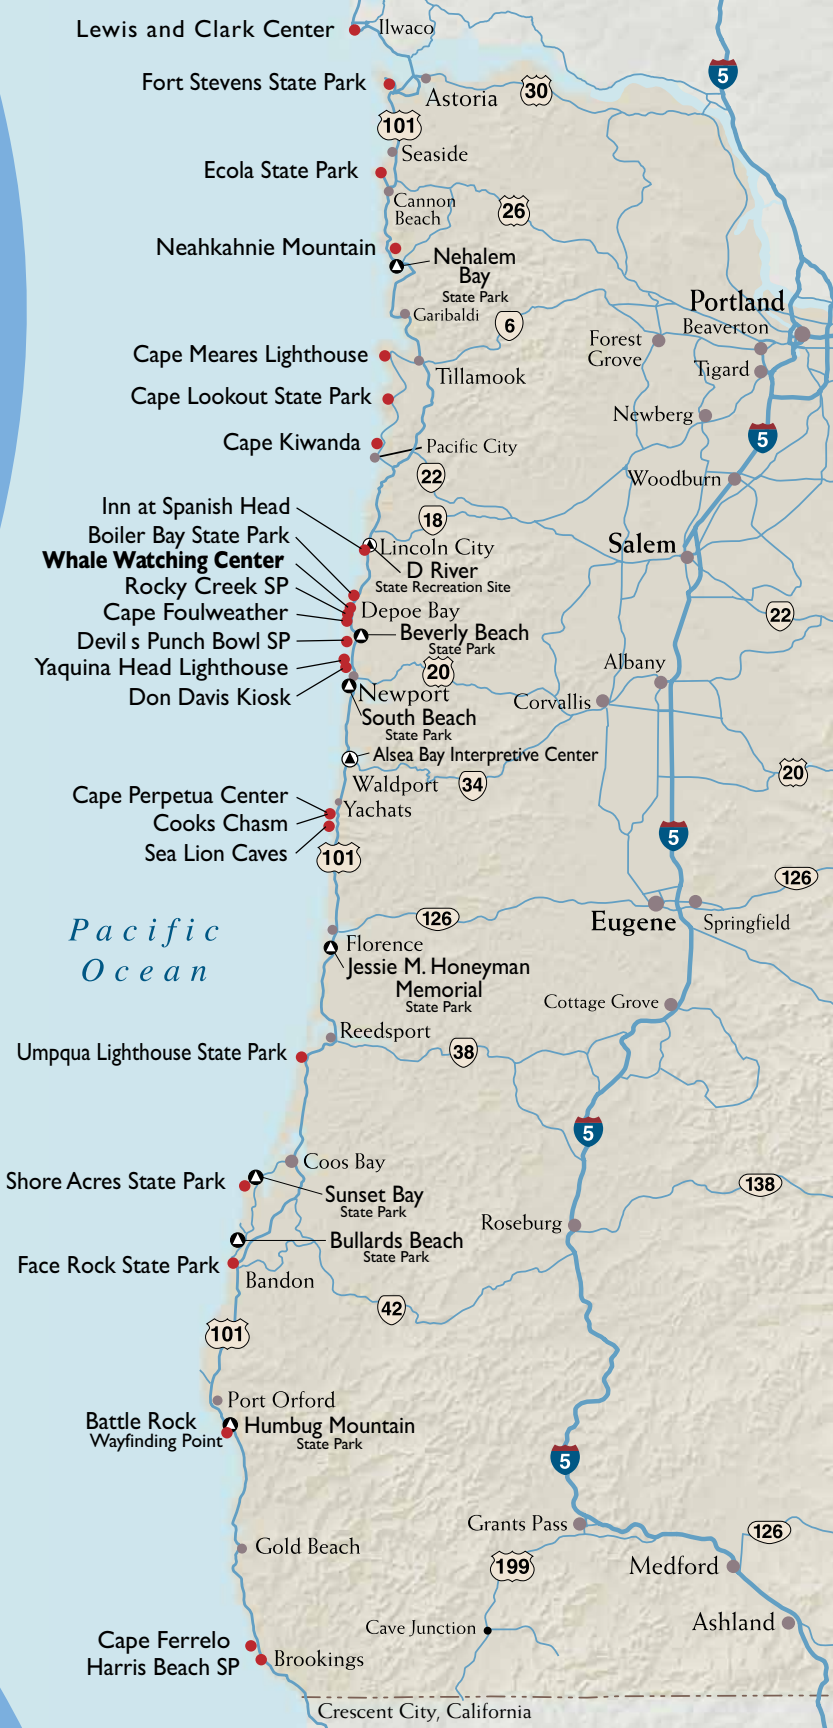 Lewis and Clark Center
Ilwaco
5
Fort Stevens State Park
Astoria
30
101
Seaside
Ecola State Park
Cannon
Beach
26
Neahkahnie Mountain
Nehalem
Bay
State Park
Portland
Garibaldi
6
Beaverton
Forest
Grove
Cape Meares Lighthouse
Tigard
Tillamook
Cape Lookout State Park
Newberg
5
Cape Kiwanda
Pacific City
22
Woodburn
Inn at Spanish Head
18
Boiler Bay State Park
Lincoln City
Salem
Whale Watching Center
D River
State Recreation Site
Rocky Creek SP
Cape Foulweather
Depoe Bay
22
Devil s Punch Bowl SP
Beverly Beach
State Park
Yaquina Head Lighthouse
20
Albany
Don Davis Kiosk
Newport
Corvallis
South Beach
State Park
Alsea Bay Interpretive Center
20
Waldport
34
Cape Perpetua Center
Yachats
Cooks Chasm
5
Sea Lion Caves
101
126
126
Eugene
Springfield
Pacific
Ocean
Florence
Jessie M. Honeyman
Memorial
State Park
Cottage Grove
Reedsport
Umpqua Lighthouse State Park
38
5
Coos Bay
Shore Acres State Park
138
Sunset Bay
State Park
Roseburg
Bullards Beach
State Park
Face Rock State Park
Bandon
42
101
Port Orford
Battle Rock
Wayfinding Point
Humbug Mountain
State Park
5
Grants Pass
126
Gold Beach
199
Medford
Cave Junction
Ashland
Cape Ferrelo
Harris Beach SP
Brookings
Crescent City, California